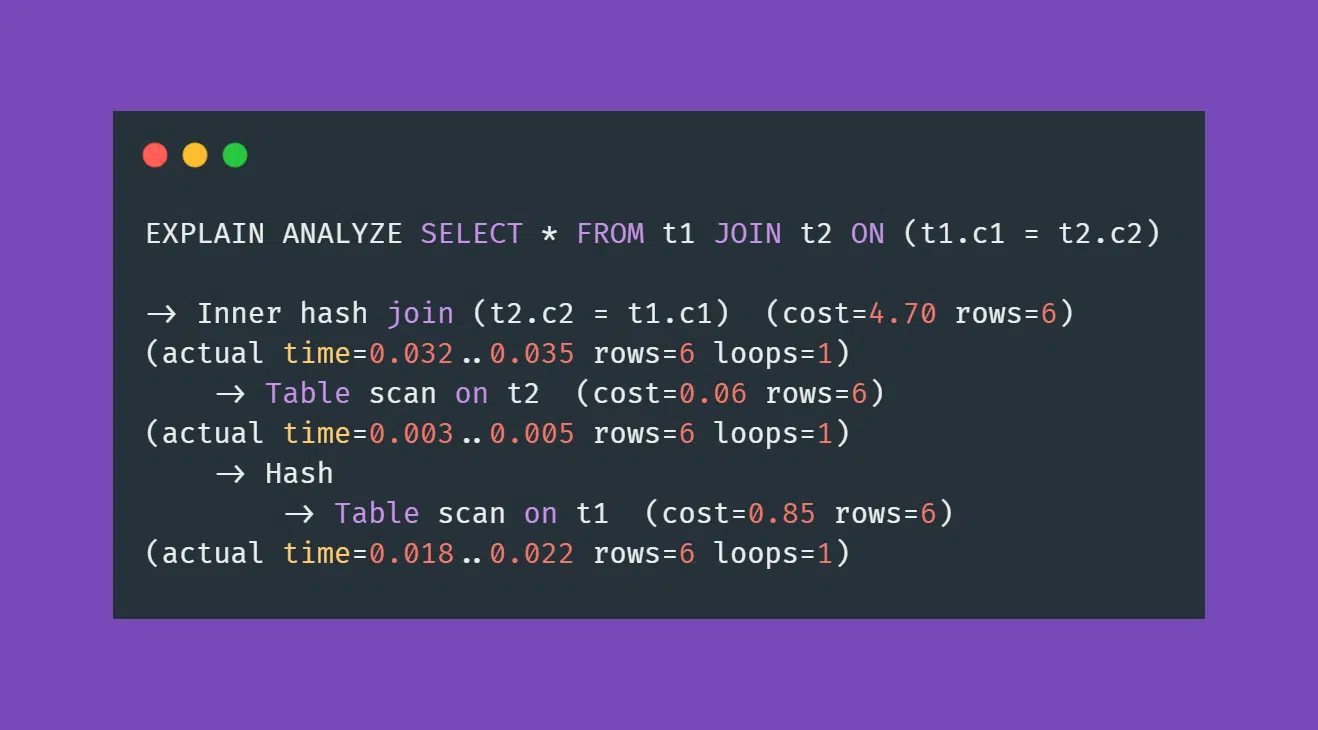 EXPLAIN ANALYZE SELECT * FROM t1 JOIN t2 ON (t1.c1 = t2.c2)
-> Inner hash join (t2.c2 = t1.c1)  (cost=4.70 rows=6)
(actual time=0.032..0.035 rows=6 loops=1)
    -> Table scan on t2  (cost=0.06 rows=6)
(actual time=0.003..0.005 rows=6 loops=1)
    -> Hash
        -> Table scan on t1  (cost=0.85 rows=6)
(actual time=0.018..0.022 rows=6 loops=1)